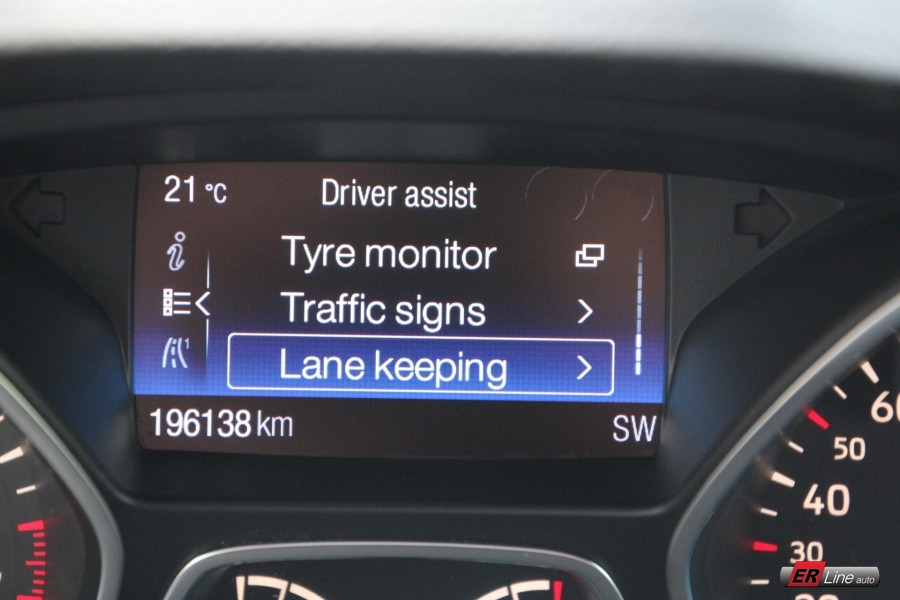 21 °C Driver assist
Tyre monitor
Traffic signs
Lane keeping
196138 km SW
60
50
40
30
ER Line auto